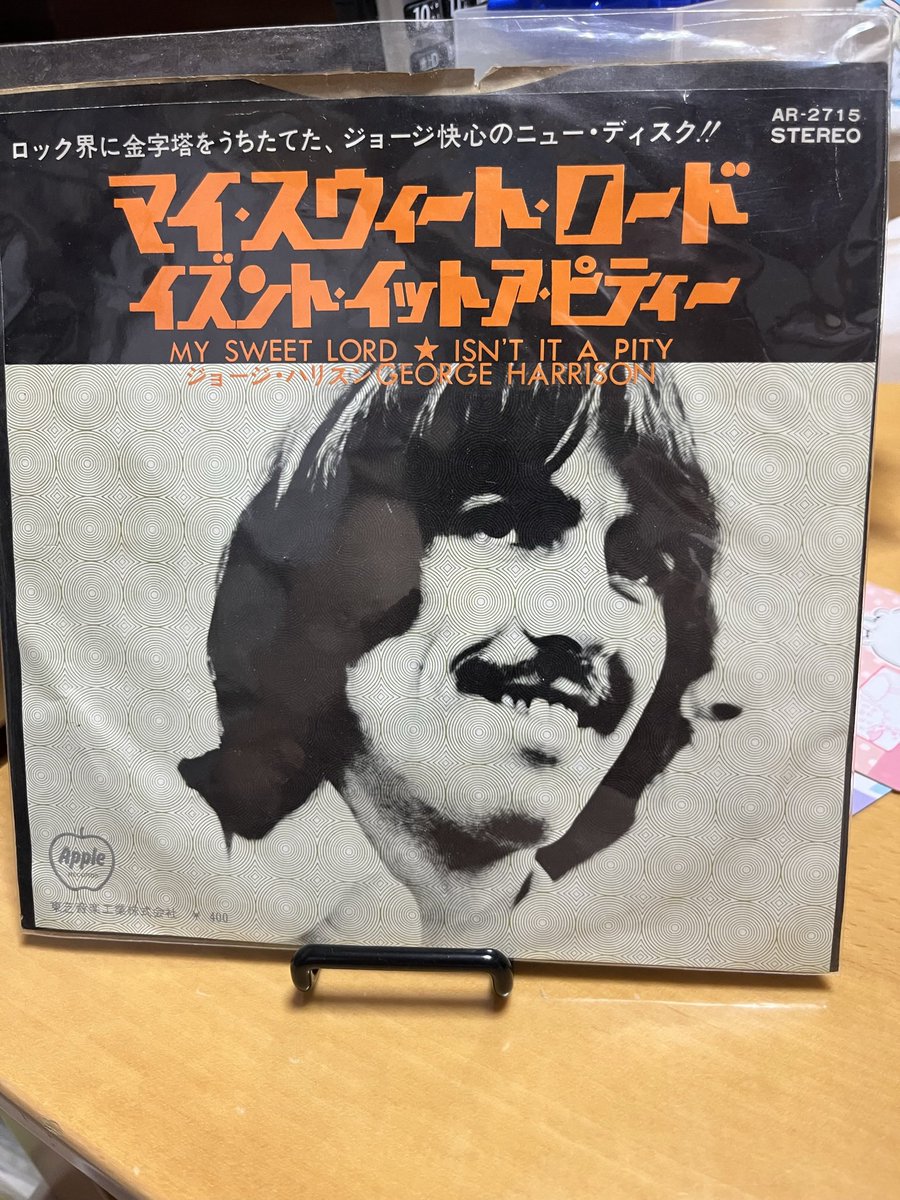 AR-2715
STEREO
ロック界に金字塔をうちたてた、ジョージ快心のニュー・ディスク!!
マイ・スウィート・ロード
イズント・イット・ア・ピティー
MY SWEET LORD ★ ISN'T IT A PITY
ジョージ・ハリスン GEORGE HARRISON
Apple
RECORDS
東芝音楽工業株式会社 ¥ 400